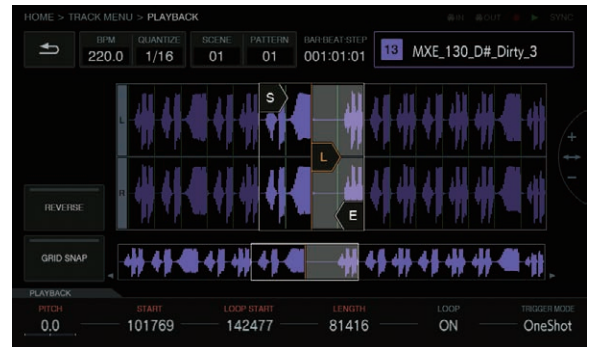 HOME > TRACK MENU > PLAYBACK
IN OUT SYNC
BPM QUANTIZE SCENE PATTERN BAR:BEAT:STEP
220.0 1/16 01 01 001:01:01 13 MXE_130_D#_Dirty_3
S
L
L
R
E
REVERSE
GRID SNAP
PLAYBACK
PITCH START LOOP START LENGTH LOOP TRIGGER MODE
0.0 101769 142477 81416 ON OneShot